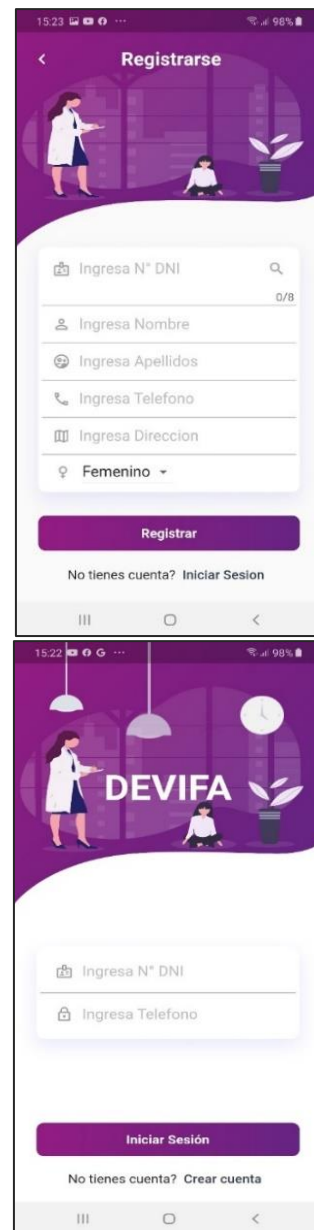 15:23 98%
Registrarse
Ingresa N° DNI
0/8
Ingresa Nombre
Ingresa Apellidos
Ingresa Telefono
Ingresa Direccion
Femenino
Registrar
No tienes cuenta? Iniciar Sesion
15:22 G 98%
DEVIFA
Ingresa N° DNI
Ingresa Telefono
Iniciar Sesión
No tienes cuenta? Crear cuenta